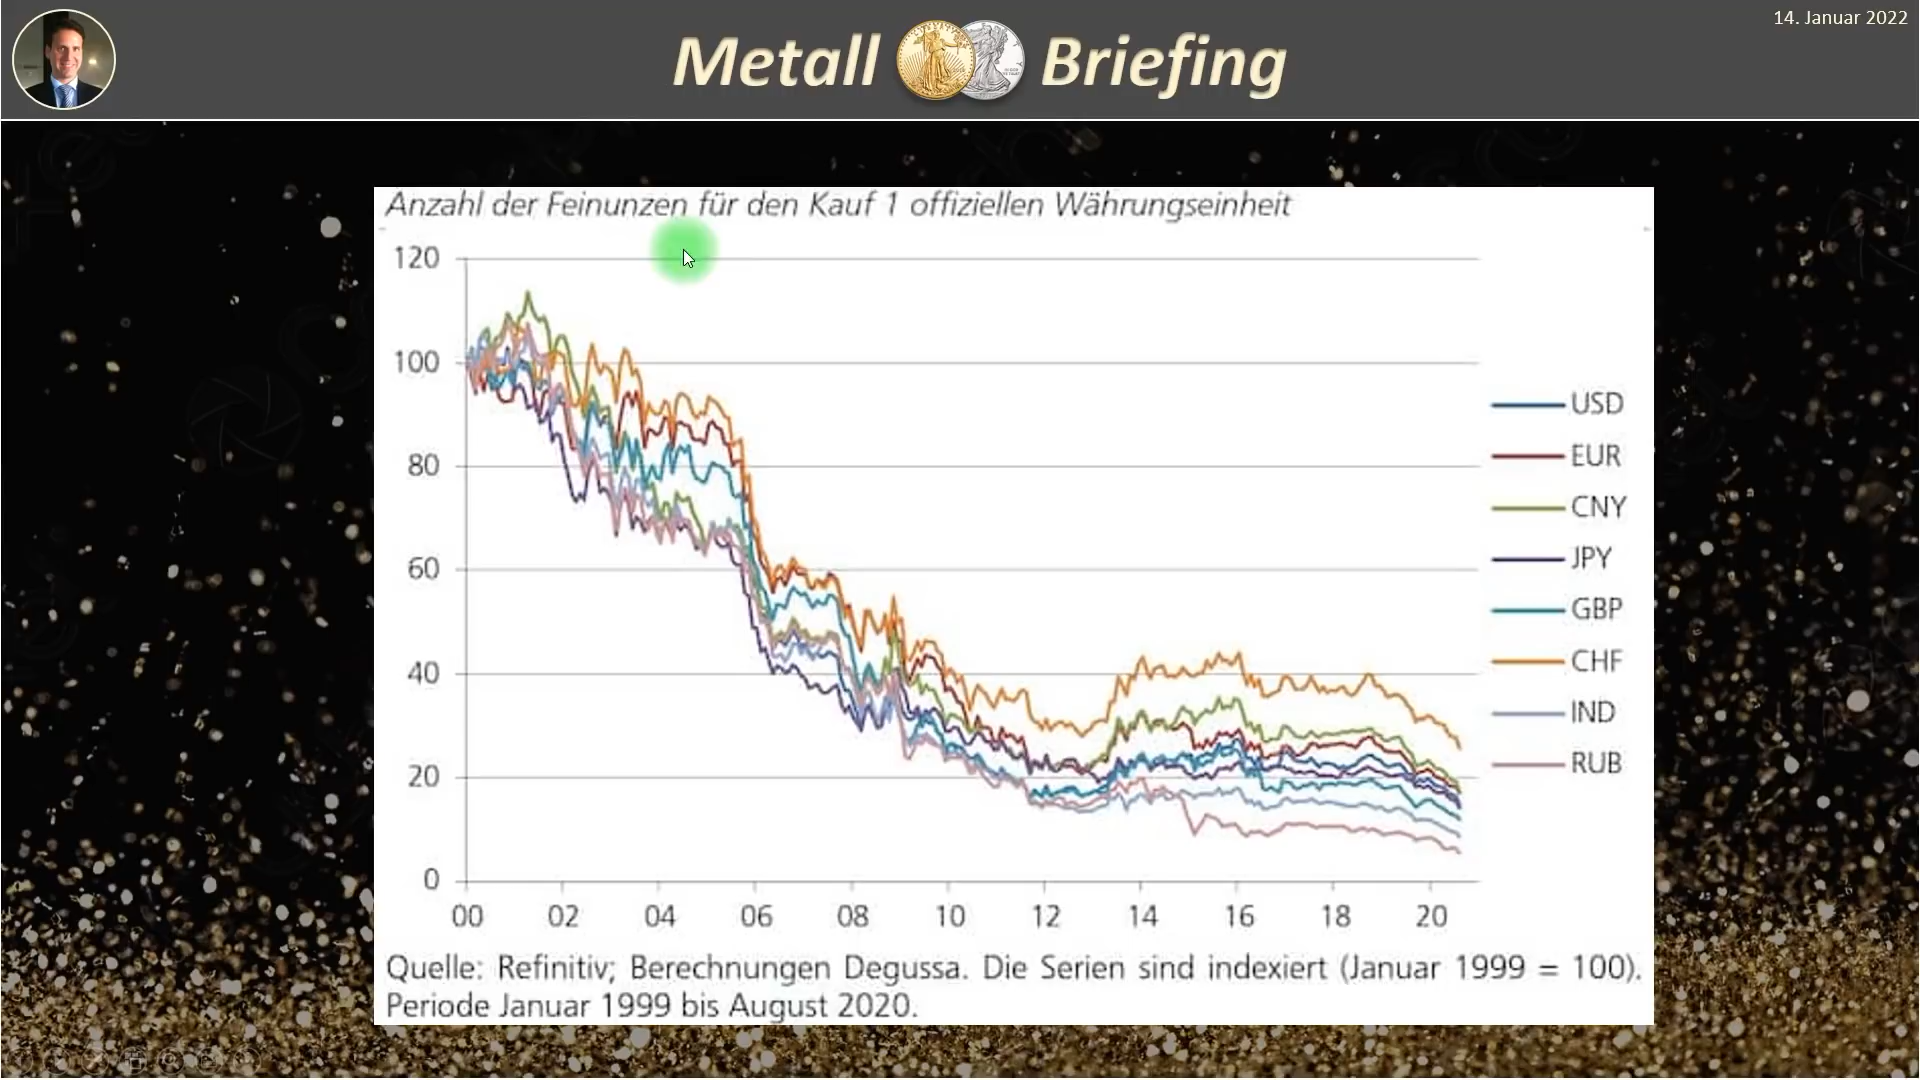 14. Januar 2022
Metall Briefing
Anzahl der Feinunzen für den Kauf 1 offiziellen Währungseinheit
120
100
80
60
40
20
0
00 02 04 06 08 10 12 14 16 18 20
USD
EUR
CNY
JPY
GBP
CHF
IND
RUB
Quelle: Refinitiv; Berechnungen Degussa. Die Serien sind indexiert (Januar 1999 = 100).
Periode Januar 1999 bis August 2020.